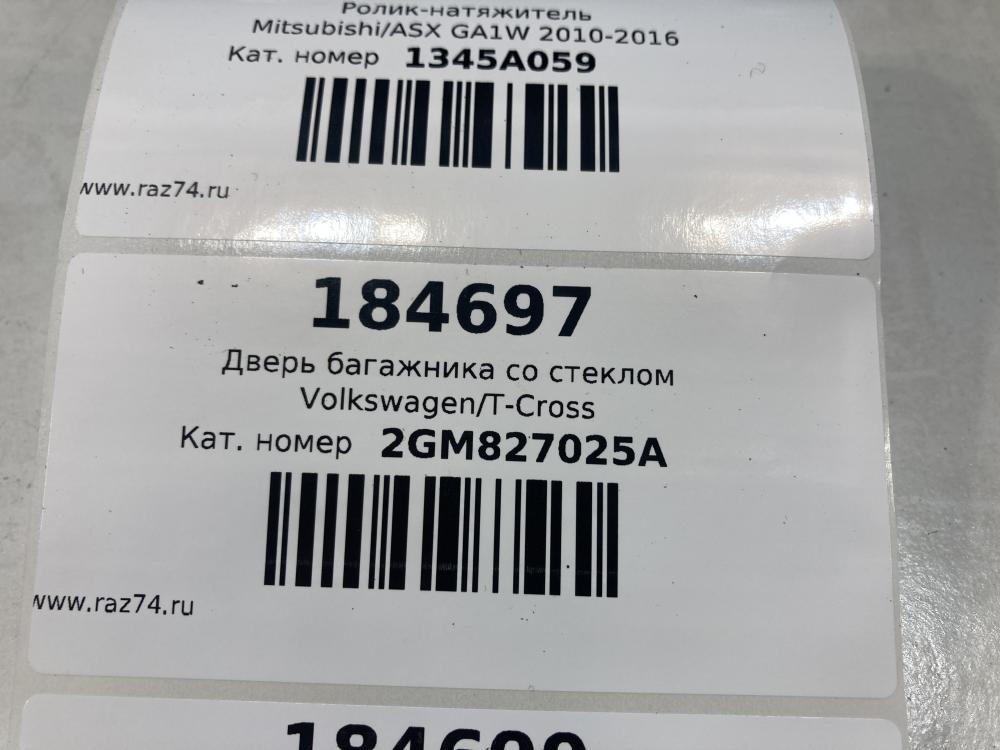 Ролик-натяжитель
Mitsubishi/ASX GA1W 2010-2016
Кат. номер 1345A059
www.raz74.ru
184697
Дверь багажника со стеклом
Volkswagen/T-Cross
Кат. номер 2GM827025A
www.raz74.ru